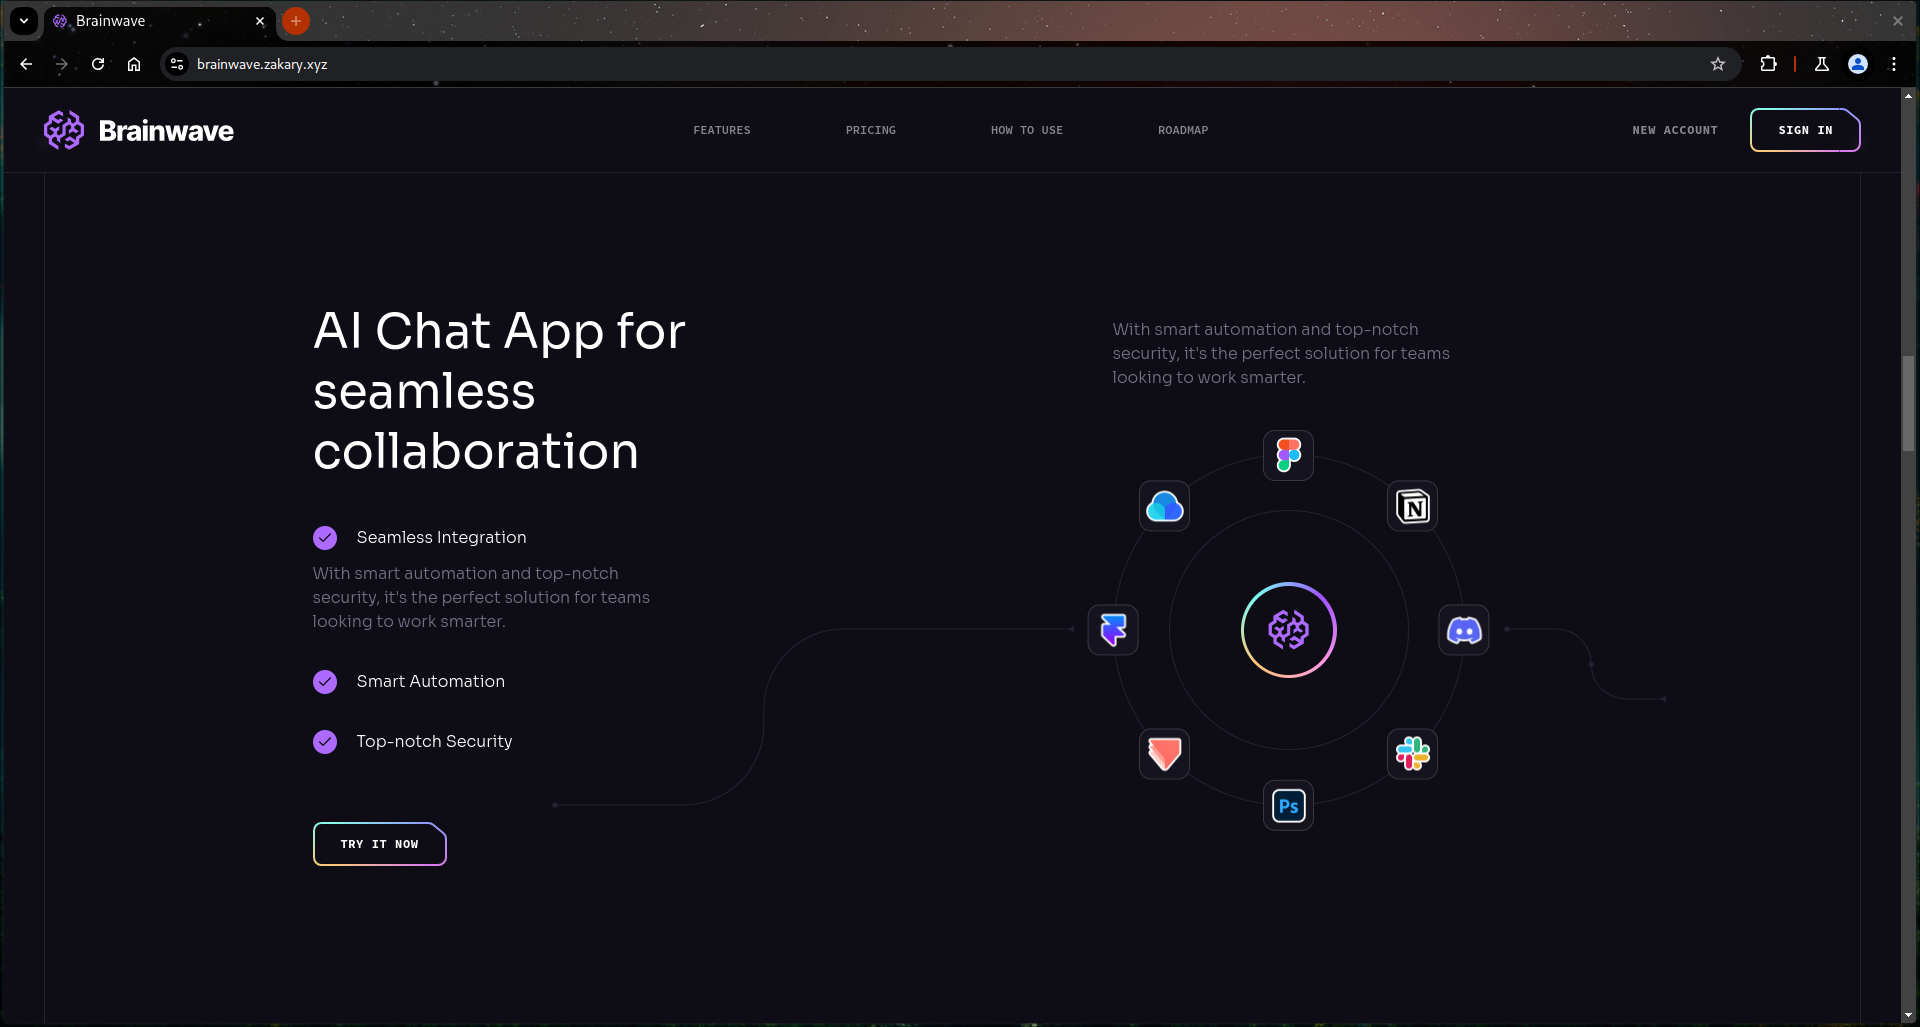 Brainwave
brainwave.zakary.xyz
Brainwave
FEATURES
PRICING
HOW TO USE
ROADMAP
NEW ACCOUNT
SIGN IN
AI Chat App for
seamless
collaboration
Seamless Integration
With smart automation and top-notch
security, it's the perfect solution for teams
looking to work smarter.
Smart Automation
Top-notch Security
TRY IT NOW
With smart automation and top-notch
security, it's the perfect solution for teams
looking to work smarter.
N
Ps